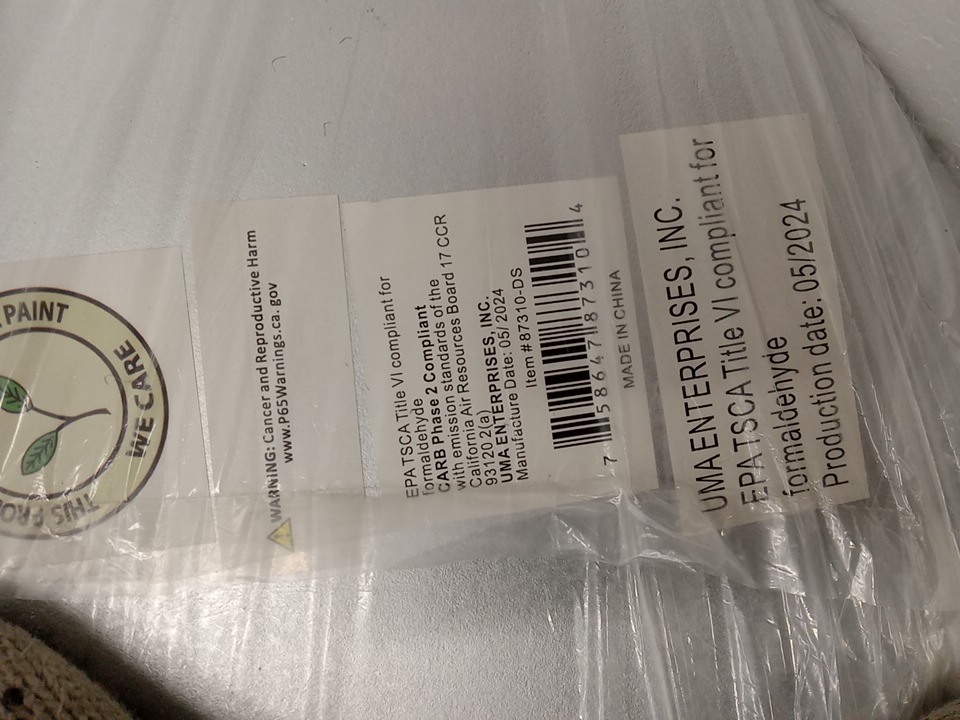 PAINT
WE CARE
THIS PRO
WARNING: Cancer and Reproductive Harm
www.P65Warnings.ca.gov
EPA TSCA Title VI compliant for
formaldehyde
CARB Phase 2 Compliant
with emission standards of the
California Air Resources Board 17 CCR
93120 2(a)
UMA ENTERPRISES, INC.
Manufacture Date: 05/2024
Item # 87310-DS
7 58647 87310 4
MADE IN CHINA
UMA ENTERPRISES, INC.
EPA TSCA Title VI compliant for
formaldehyde
Production date: 05/2024